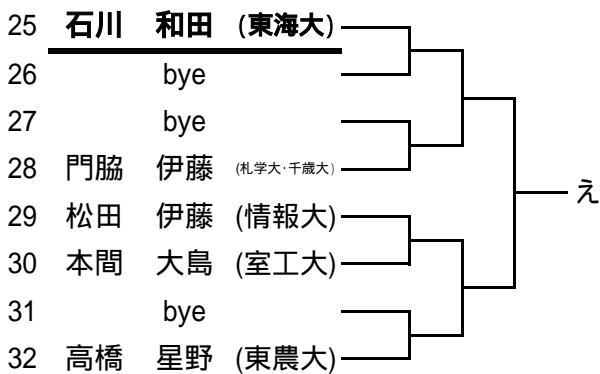 25 石川 和田 (東海大)
26 bye
27 bye
28 門脇 伊藤 (札学大・千歳大)
29 松田 伊藤 (情報大)
30 本間 大島 (室工大)
31 bye
32 高橋 星野 (東農大)
え